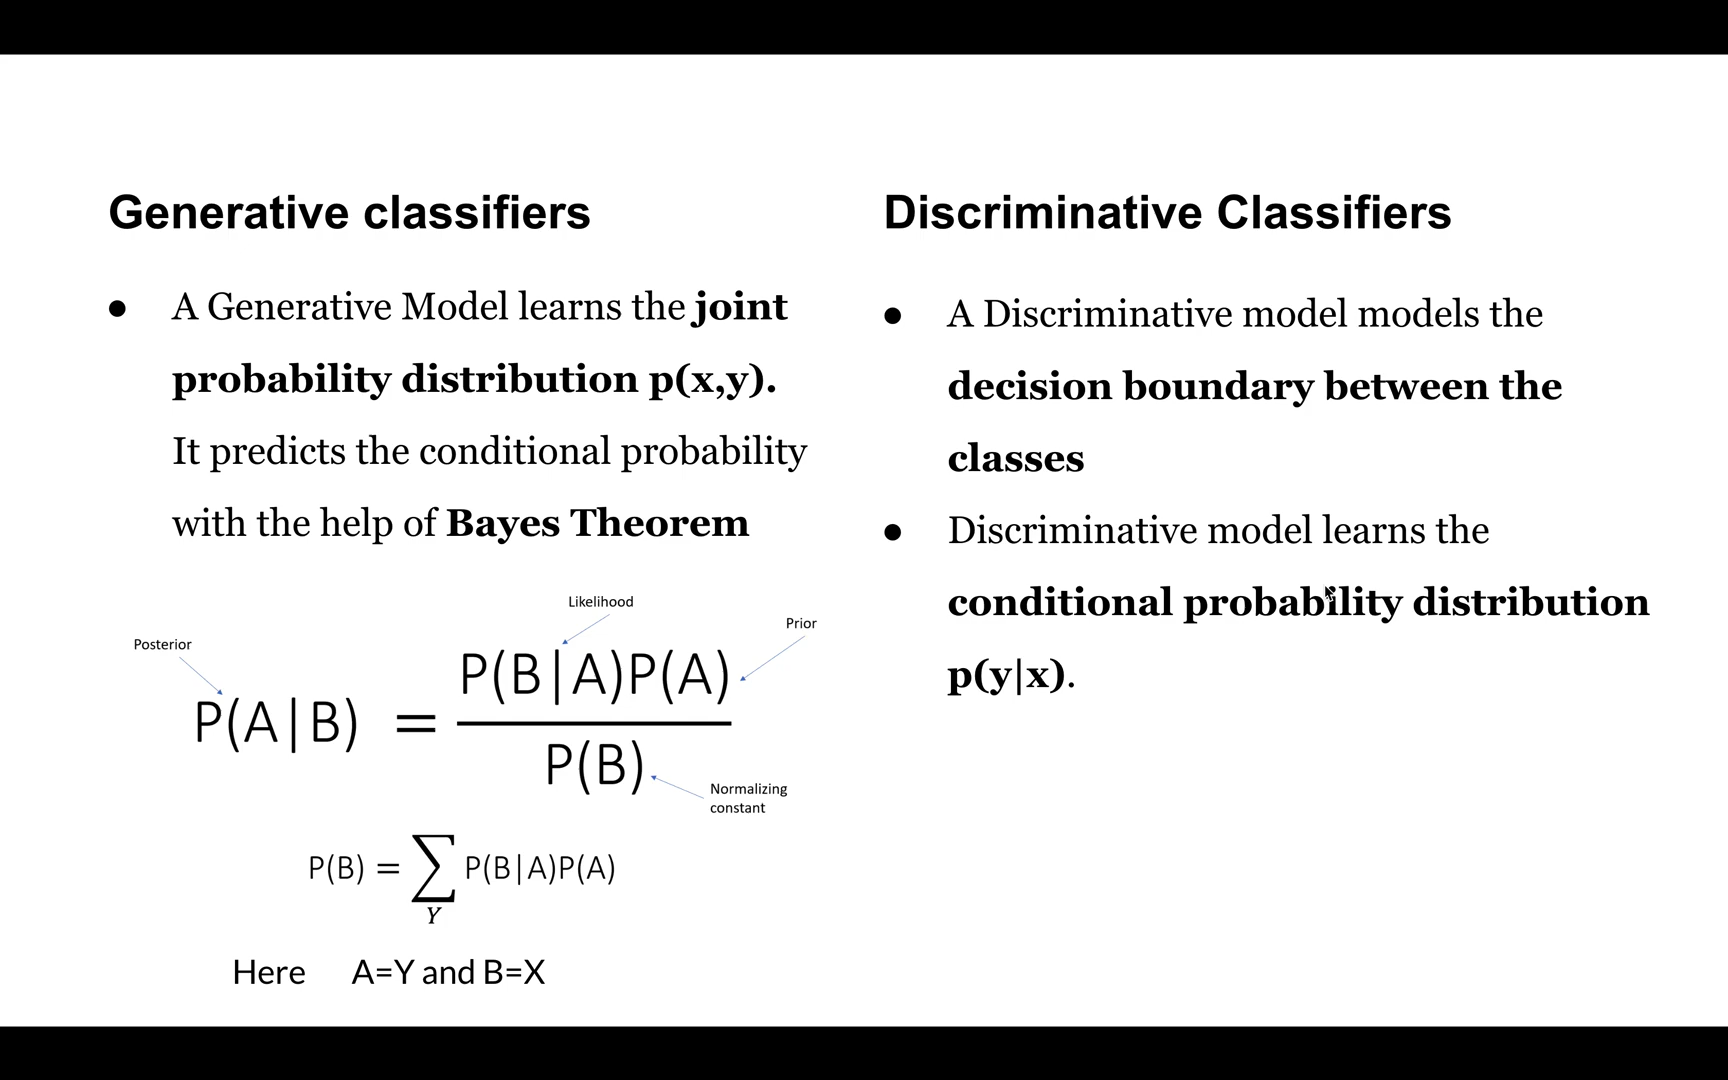 Generative classifiers
● A Generative Model learns the joint
probability distribution p(x,y).
It predicts the conditional probability
with the help of Bayes Theorem
Likelihood
Prior
Posterior
P(A|B) = P(B|A)P(A)
P(B)
Normalizing
constant
P(B) = ∑ P(B|A)P(A)
Y
Here A=Y and B=X
Discriminative Classifiers
● A Discriminative model models the
decision boundary between the
classes
● Discriminative model learns the
conditional probability distribution
p(y|x).